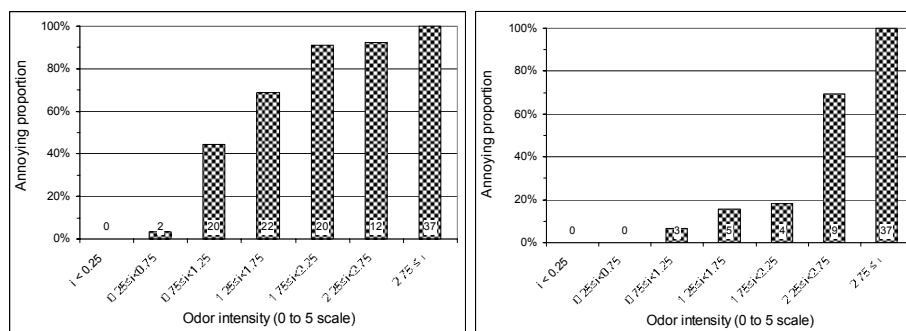 100%
80%
60%
40%
20%
0%
Annoying proportion
0
2
20
22
20
12
37
i < 0.25
0.25≤i<0.75
0.75≤i<1.25
1.25≤i<1.75
1.75≤i<2.25
2.25≤i<2.75
2.75 ≤ i
Odor intensity (0 to 5 scale)
100%
80%
60%
40%
20%
0%
Annoying proportion
0
0
3
5
4
9
37
i < 0.25
0.25≤i<0.75
0.75≤i<1.25
1.25≤i<1.75
1.75≤i<2.25
2.25≤i<2.75
2.75 ≤ i
Odor intensity (0 to 5 scale)